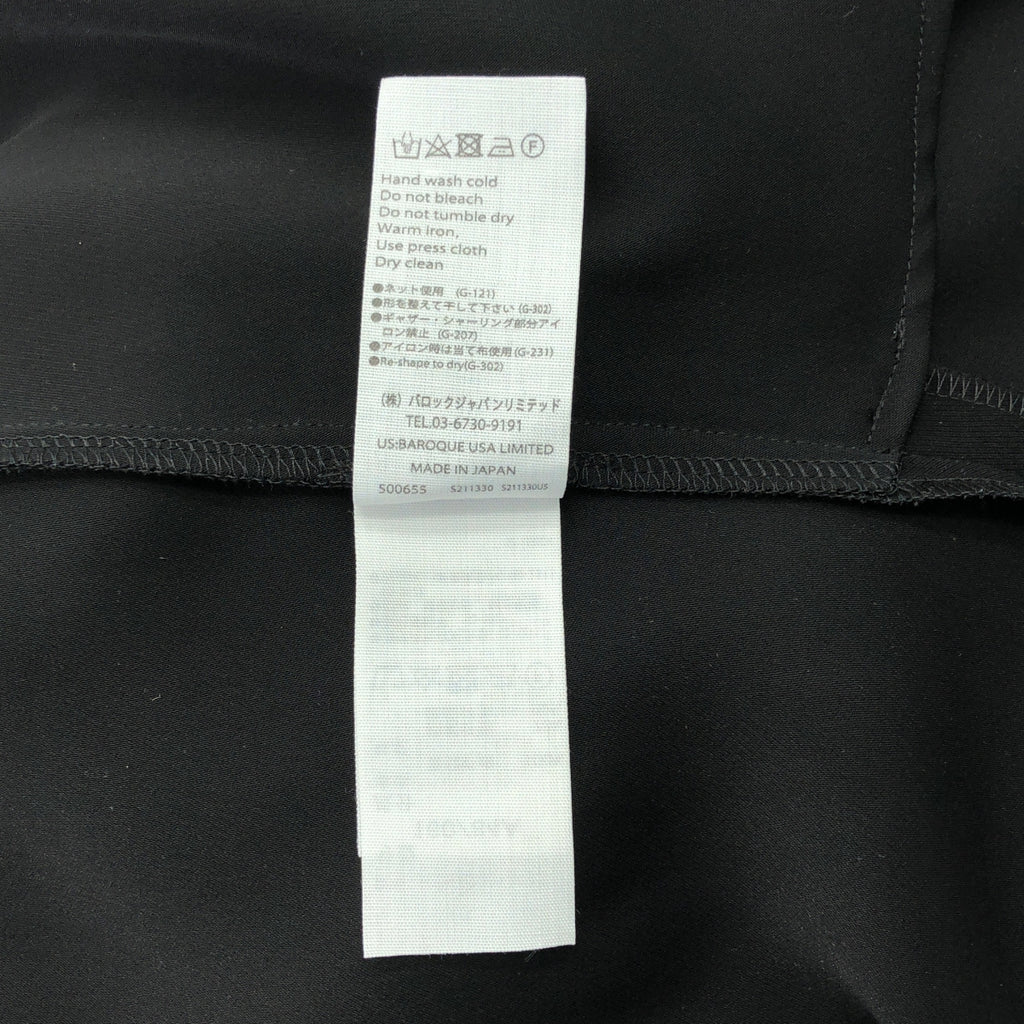 F
Hand wash cold
Do not bleach
Do not tumble dry
Warm iron,
Use press cloth
Dry clean
●ネット使用 (G-121)
●形を整えて干して下さい (G-302)
●ギャザー・シャーリング部分アイ
ロン禁止 (G-207)
●アイロン時は当て布使用 (G-231)
●Re-shape to dry(G-302)
(株) バロックジャパンリミテッド
TEL.03-6730-9191
US:BAROQUE USA LIMITED
MADE IN JAPAN
500655 S211330 S211330US